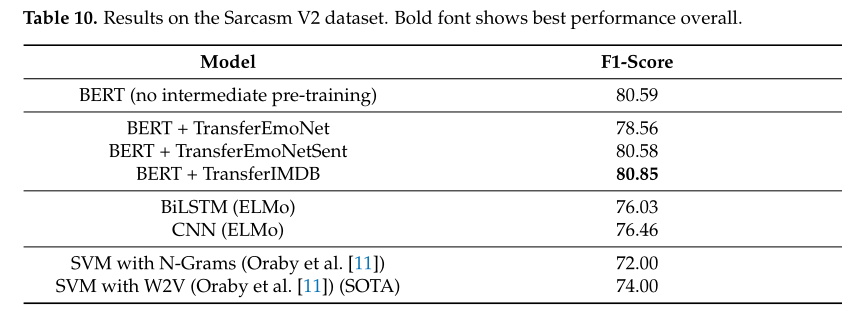 Table 10. Results on the Sarcasm V2 dataset. Bold font shows best performance overall.
Model F1-Score
BERT (no intermediate pre-training) 80.59
BERT + TransferEmoNet 78.56
BERT + TransferEmoNetSent 80.58
BERT + TransferIMDB 80.85
BiLSTM (ELMo) 76.03
CNN (ELMo) 76.46
SVM with N-Grams (Oraby et al. [11]) 72.00
SVM with W2V (Oraby et al. [11]) (SOTA) 74.00